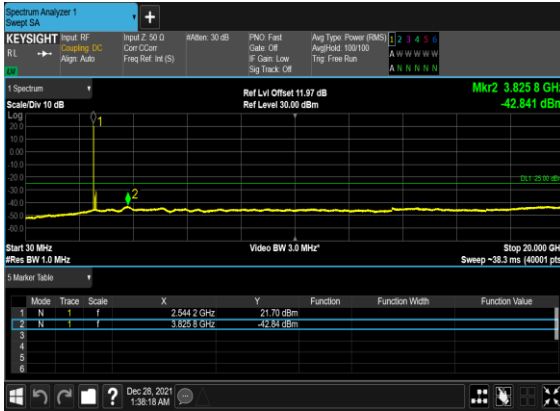 Spectrum Analyzer 1
Swept SA
+
KEYSIGHT Input: RF Input Z: 50 Ω #Atten: 30 dB PNO: Fast Avg Type: Power (RMS) 1 2 3 4 5 6
RL Coupling: DC Corr CCorr Gate: Off Avg|Hold: 100/100 A W W W W W
Align: Auto Freq Ref: Int (S) IF Gain: Low Trig: Free Run
Sig Track: Off A N N N N N
1 Spectrum Ref Lvl Offset 11.97 dB Mkr2 3.825 8 GHz
Scale/Div 10 dB Ref Level 30.00 dBm -42.841 dBm
Log
20.0
10.0
0.00
-10.0
-20.0
-30.0
-40.0
-50.0
-60.0
1
2
DL1 25.00 dBm
Start 30 MHz Video BW 3.0 MHz* Stop 20.000 GH
#Res BW 1.0 MHz Sweep ~38.3 ms (40001 pts
5 Marker Table
Mode Trace Scale X Y Function Function Width Function Value
1 N 1 f 2.544 2 GHz 21.70 dBm
2 N 1 f 3.825 8 GHz -42.84 dBm
3
4
5
6
? Dec 28, 2021
1:38:18 AM